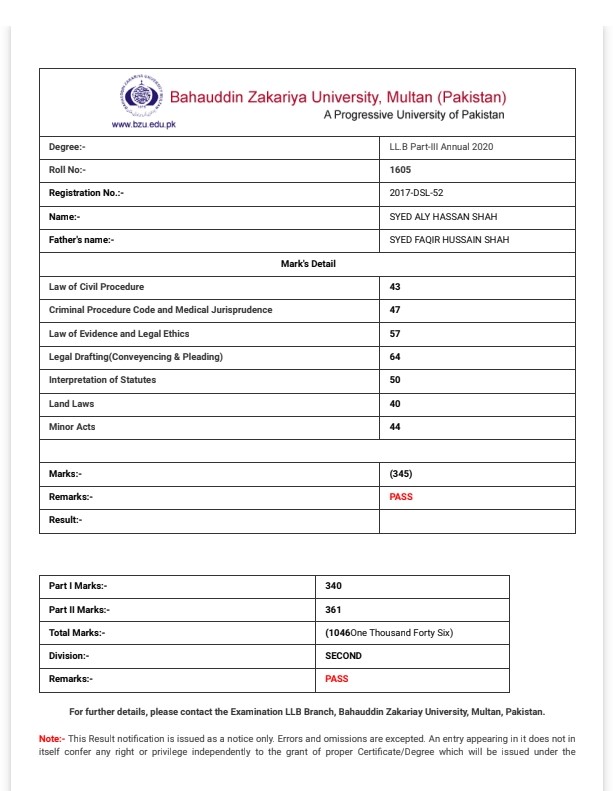 Bahauddin Zakariya University, Multan (Pakistan)
A Progressive University of Pakistan
www.bzu.edu.pk
Degree:- LL.B Part-III Annual 2020
Roll No:- 1605
Registration No.:- 2017-DSL-52
Name:- SYED ALY HASSAN SHAH
Father's name:- SYED FAQIR HUSSAIN SHAH
Mark's Detail
Law of Civil Procedure 43
Criminal Procedure Code and Medical Jurisprudence 47
Law of Evidence and Legal Ethics 57
Legal Drafting(Conveyencing & Pleading) 64
Interpretation of Statutes 50
Land Laws 40
Minor Acts 44
Marks:- (345)
Remarks:- PASS
Result:-
Part I Marks:- 340
Part II Marks:- 361
Total Marks:- (1046One Thousand Forty Six)
Division:- SECOND
Remarks:- PASS
For further details, please contact the Examination LLB Branch, Bahauddin Zakariay University, Multan, Pakistan.
Note:- This Result notification is issued as a notice only. Errors and omissions are excepted. An entry appearing in it does not in
itself confer any right or privilege independently to the grant of proper Certificate/Degree which will be issued under the